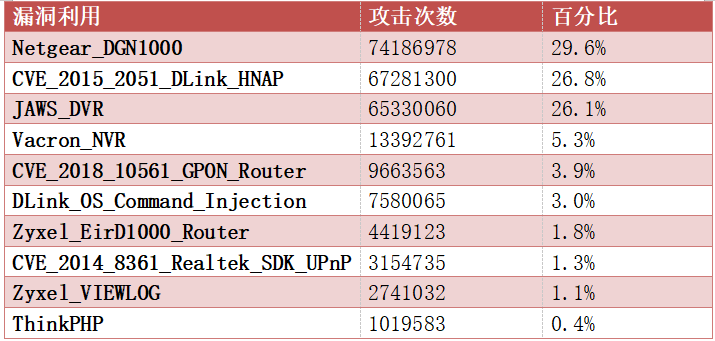 漏洞利用 攻击次数 百分比
Netgear_DGN1000 74186978 29.6%
CVE_2015_2051_DLink_HNAP 67281300 26.8%
JAWS_DVR 65330060 26.1%
Vacron_NVR 13392761 5.3%
CVE_2018_10561_GPON_Router 9663563 3.9%
DLink_OS_Command_Injection 7580065 3.0%
Zyxel_EirD1000_Router 4419123 1.8%
CVE_2014_8361_Realtek_SDK_UPnP 3154735 1.3%
Zyxel_VIEWLOG 2741032 1.1%
ThinkPHP 1019583 0.4%